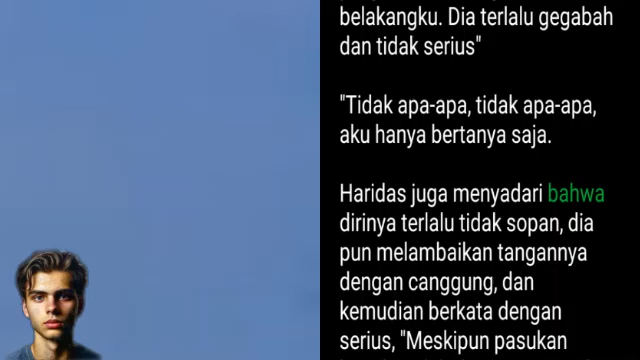 belakangku. Dia terlalu gegabah
dan tidak serius"
"Tidak apa-apa, tidak apa-apa,
aku hanya bertanya saja.
Haridas juga menyadari bahwa
dirinya terlalu tidak sopan, dia
pun melambaikan tangannya
dengan canggung, dan
kemudian berkata dengan
serius, "Meskipun pasukan